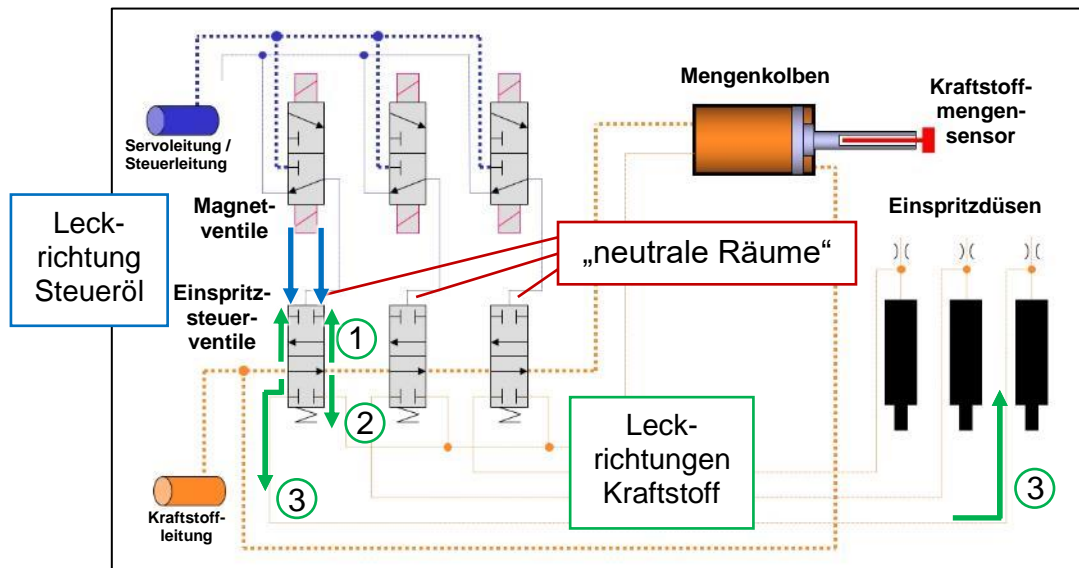 Mengenkolben
Kraftstoff-
mengen-
sensor
Servoleitung /
Steuerleitung
Leck-
richtung
Steueröl
Magnet-
ventile
„neutrale Räume“
Einspritzdüsen
Einspritz-
steuer-
ventile
1
2
3
Leck-
richtungen
Kraftstoff
3
Kraftstoff-
leitung